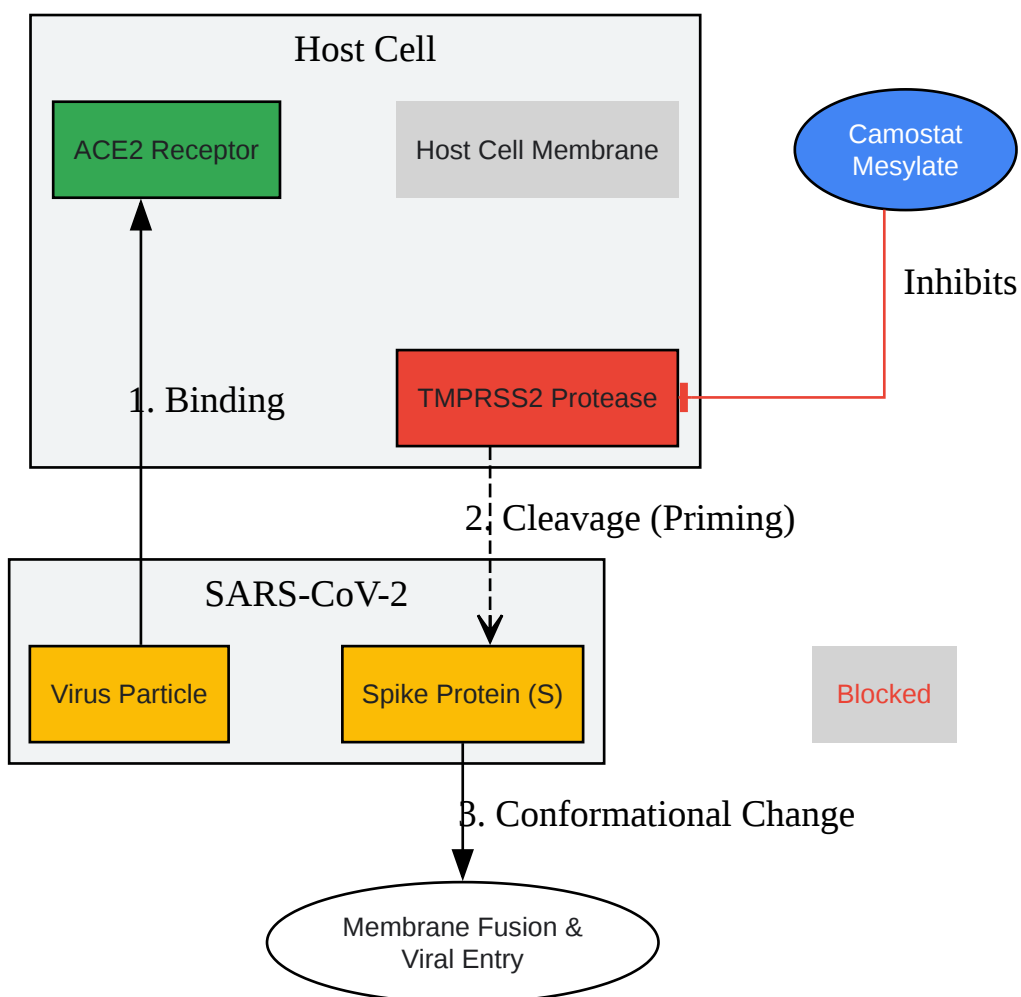 Host Cell
ACE2 Receptor
Host Cell Membrane
Camostat
Mesylate
Inhibits
1. Binding
TMPRSS2 Protease
2. Cleavage (Priming)
SARS-CoV-2
Virus Particle
Spike Protein (S)
Blocked
3. Conformational Change
Membrane Fusion &
Viral Entry